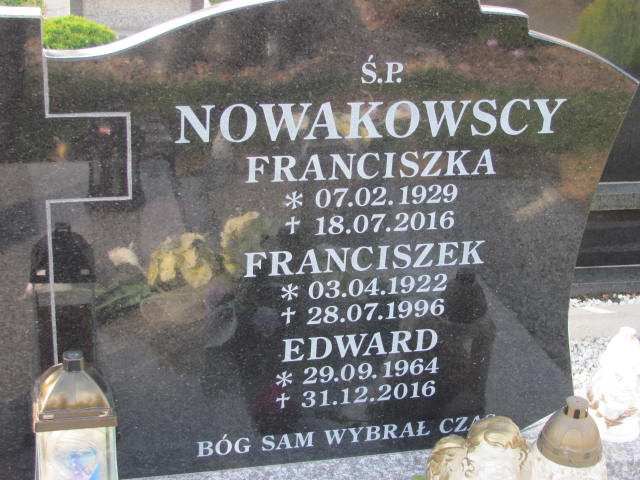 Ś.P.
NOWAKOWSCY
FRANCISZKA
* 07.02.1929
† 18.07.2016
FRANCISZEK
* 03.04.1922
† 28.07.1996
EDWARD
* 29.09.1964
† 31.12.2016
BÓG SAM WYBRAŁ CZAS